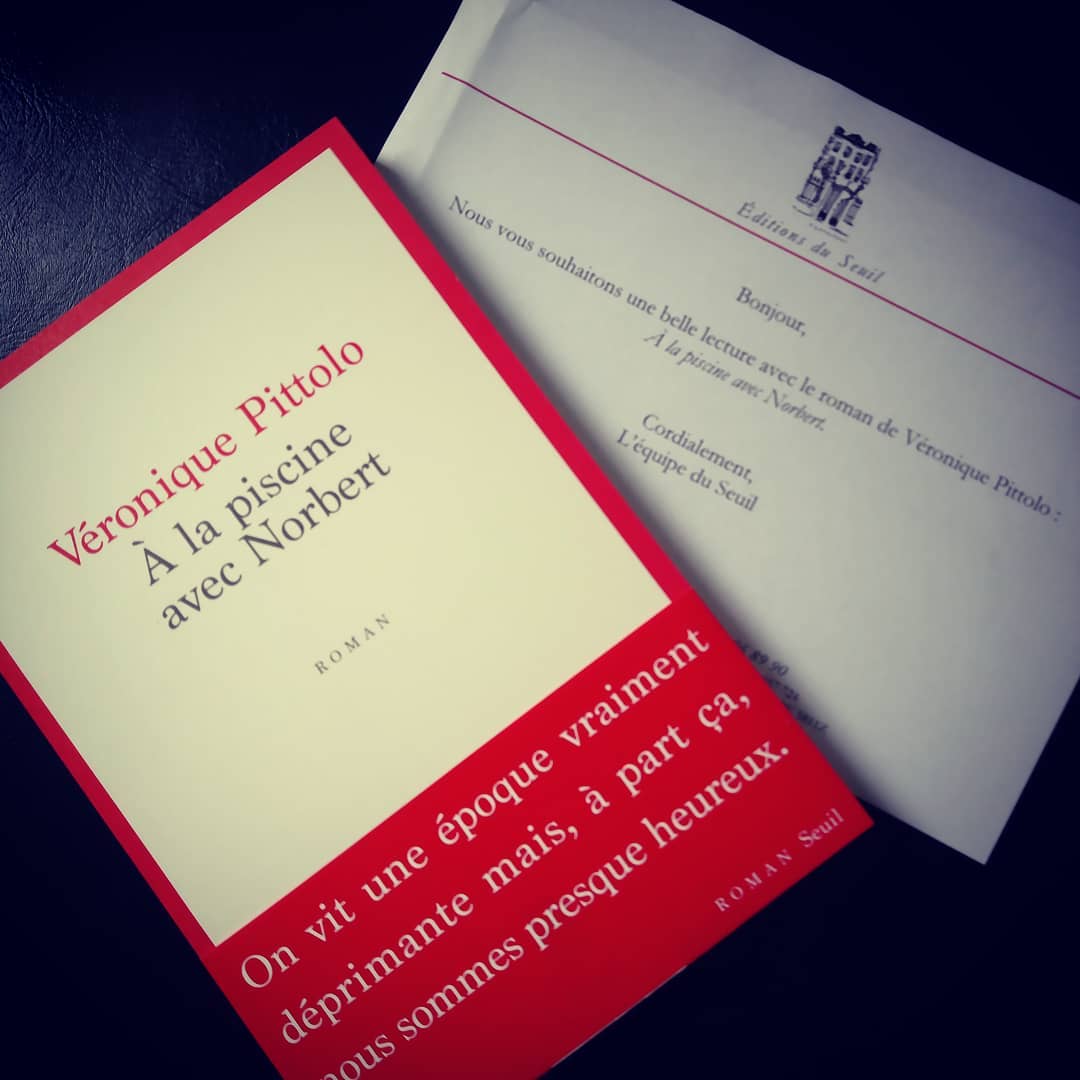 Véronique Pittolo
À la piscine
avec Norbert
ROMAN
On vit une époque vraiment
déprimante mais, à part ça,
nous sommes presque heureux.
ROMAN Seuil
Éditions du Seuil
Bonjour,
Nous vous souhaitons une belle lecture avec le roman de Véronique Pittolo :
À la piscine avec Norbert.
Cordialement,
L'équipe du Seuil
89 90